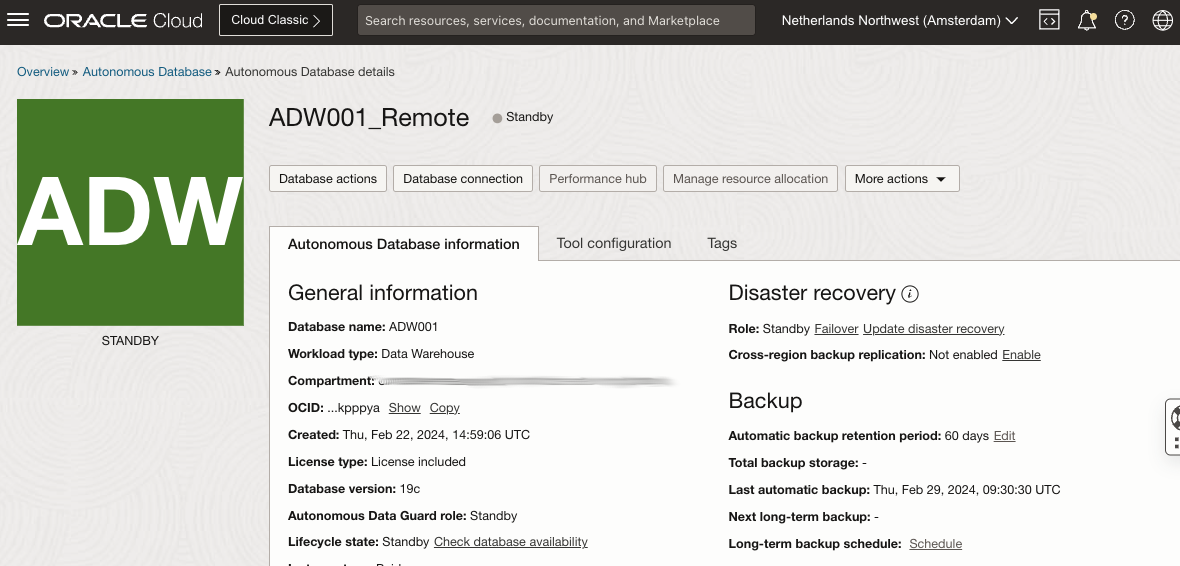 ORACLE Cloud
Cloud Classic >
Search resources, services, documentation, and Marketplace
Netherlands Northwest (Amsterdam)
Overview » Autonomous Database » Autonomous Database details
ADW
STANDBY
ADW001_Remote
Standby
Database actions
Database connection
Performance hub
Manage resource allocation
More actions
Autonomous Database information
Tool configuration
Tags
General information
Database name: ADW001
Workload type: Data Warehouse
Compartment:
OCID: ...kpppya Show Copy
Created: Thu, Feb 22, 2024, 14:59:06 UTC
License type: License included
Database version: 19c
Autonomous Data Guard role: Standby
Lifecycle state: Standby Check database availability
Disaster recovery
Role: Standby Failover Update disaster recovery
Cross-region backup replication: Not enabled Enable
Backup
Automatic backup retention period: 60 days Edit
Total backup storage: -
Last automatic backup: Thu, Feb 29, 2024, 09:30:30 UTC
Next long-term backup: -
Long-term backup schedule: Schedule